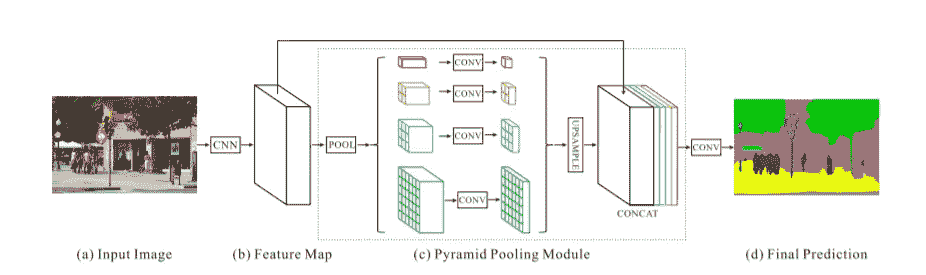 CONV
CNN
POOL
CONV
CONV
CONV
UPSAMPLE
CONCAT
CONV
(a) Input Image
(b) Feature Map
(c) Pyramid Pooling Module
(d) Final Prediction